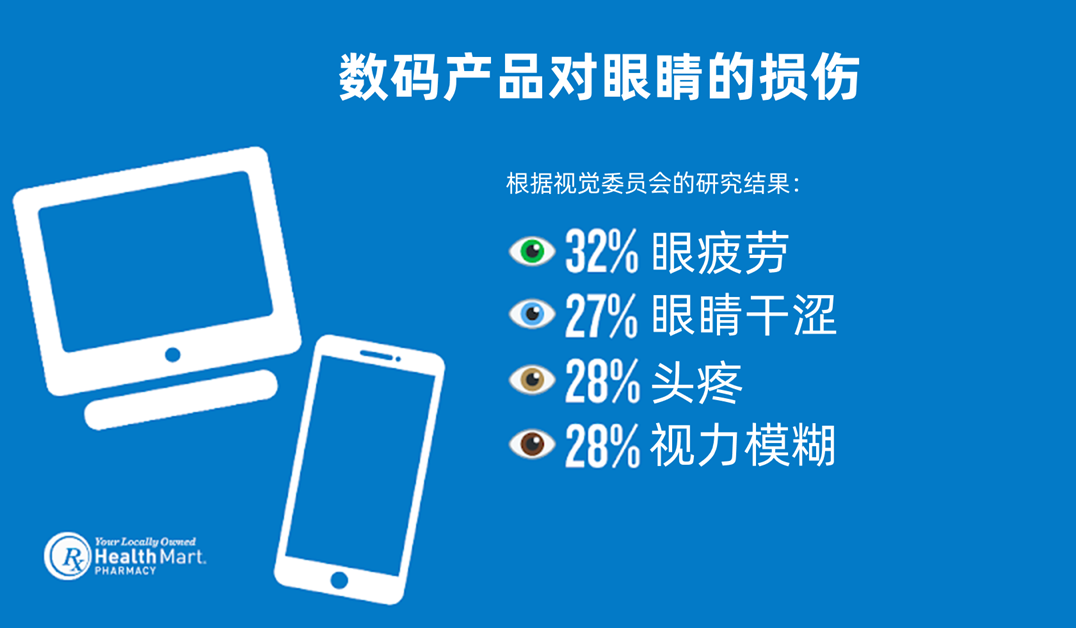 数码产品对眼睛的损伤
根据视觉委员会的研究结果：
32% 眼疲劳
27% 眼睛干涩
28% 头疼
28% 视力模糊
Rx
Your Locally Owned
HealthMart.
PHARMACY